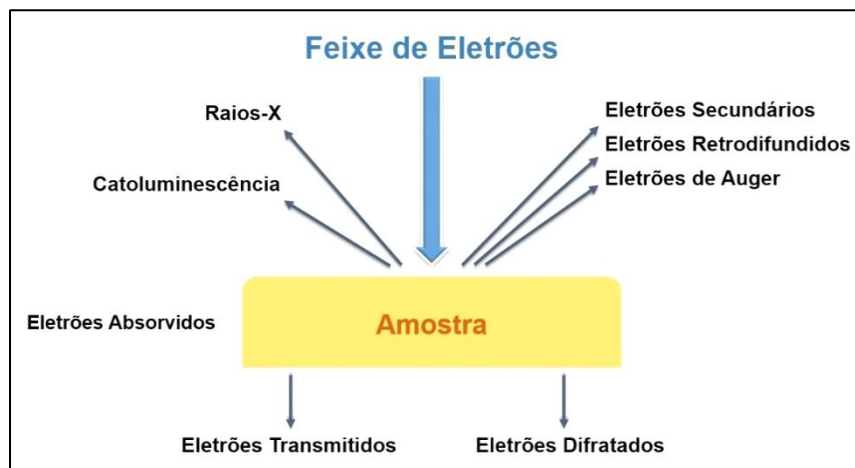 Feixe de Eletrões
Raios-X
Catoluminescência
Eletrões Secundários
Eletrões Retrodifundidos
Eletrões de Auger
Eletrões Absorvidos
Amostra
Eletrões Transmitidos
Eletrões Difratados